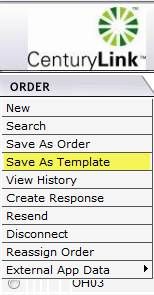 CenturyLink™
ORDER
New
Search
Save As Order
Save As Template
View History
Create Response
Resend
Disconnect
Reassign Order
External App Data
OH03